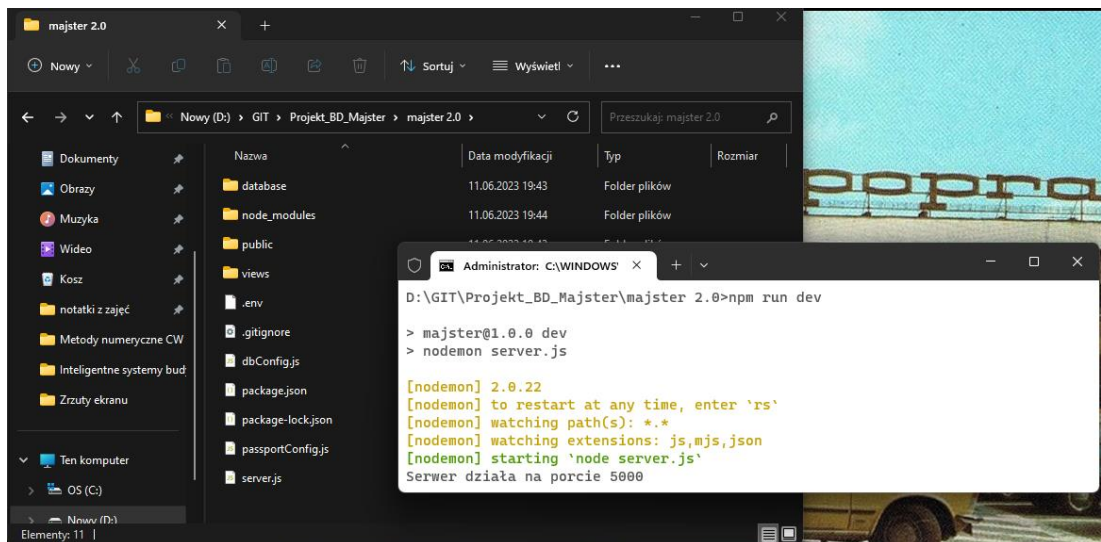 majster 2.0
Nowy
Sortuj
Wyświetl
Nowy (D:) › GIT › Projekt_BD_Majster › majster 2.0 ›
Przeszukaj: majster 2.0
Nazwa
Data modyfikacji
Typ
Rozmiar
Dokumenty
Obrazy
Muzyka
Wideo
Kosz
notatki z zajęć
Metody numeryczne CW
Inteligentne systemy bud
Zrzuty ekranu
Ten komputer
OS (C:)
Nowy (D:)
database 11.06.2023 19:43 Folder plików
node_modules 11.06.2023 19:44 Folder plików
public
views
.env
.gitignore
dbConfig.js
package.json
package-lock.json
passportConfig.js
server.js
Elementy: 11
Administrator: C:\WINDOWS'
D:\GIT\Projekt_BD_Majster\majster 2.0>npm run dev
> majster@1.0.0 dev
> nodemon server.js
[nodemon] 2.0.22
[nodemon] to restart at any time, enter `rs`
[nodemon] watching path(s): *.*
[nodemon] watching extensions: js,mjs,json
[nodemon] starting `node server.js`
Serwer działa na porcie 5000